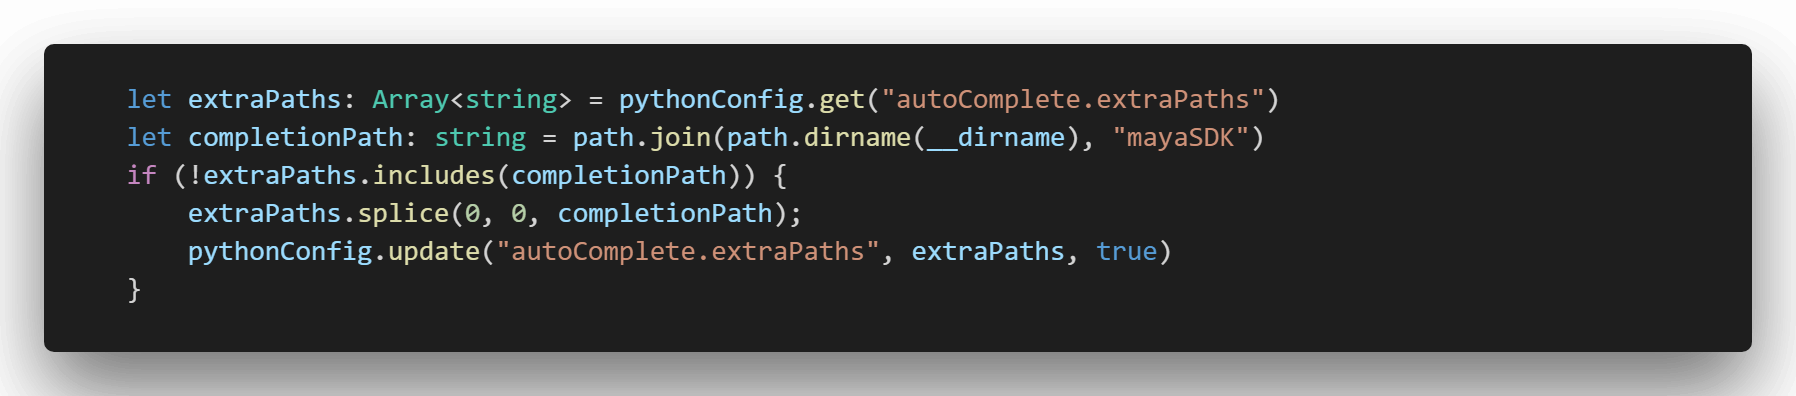 let extraPaths: Array<string> = pythonConfig.get("autoComplete.extraPaths")
let completionPath: string = path.join(path.dirname(__dirname), "mayaSDK")
if (!extraPaths.includes(completionPath)) {
    extraPaths.splice(0, 0, completionPath);
    pythonConfig.update("autoComplete.extraPaths", extraPaths, true)
}